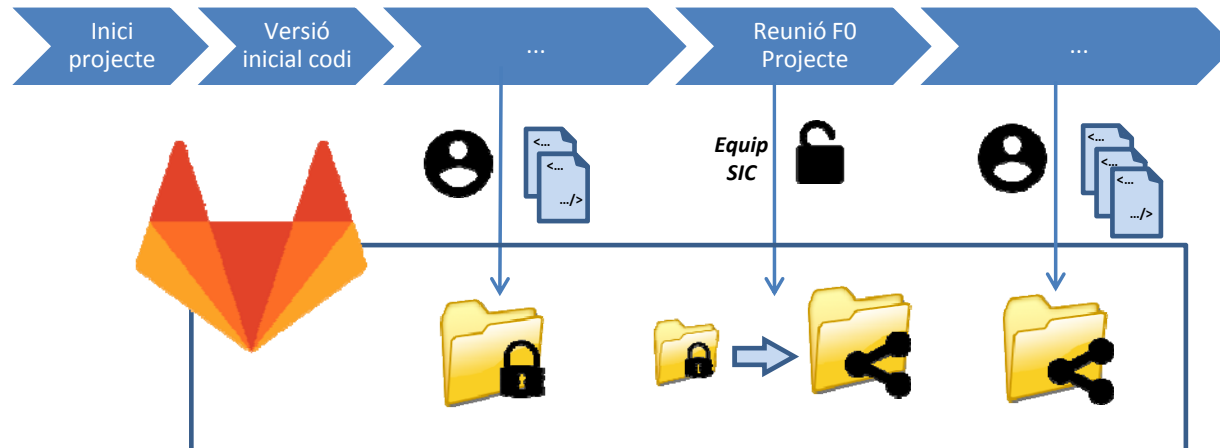 Inici
projecte
Versió
inicial codi
...
Reunió F0
Projecte
...
<...
<...
.../>
Equip
SIC
<...
<...
<...
.../>